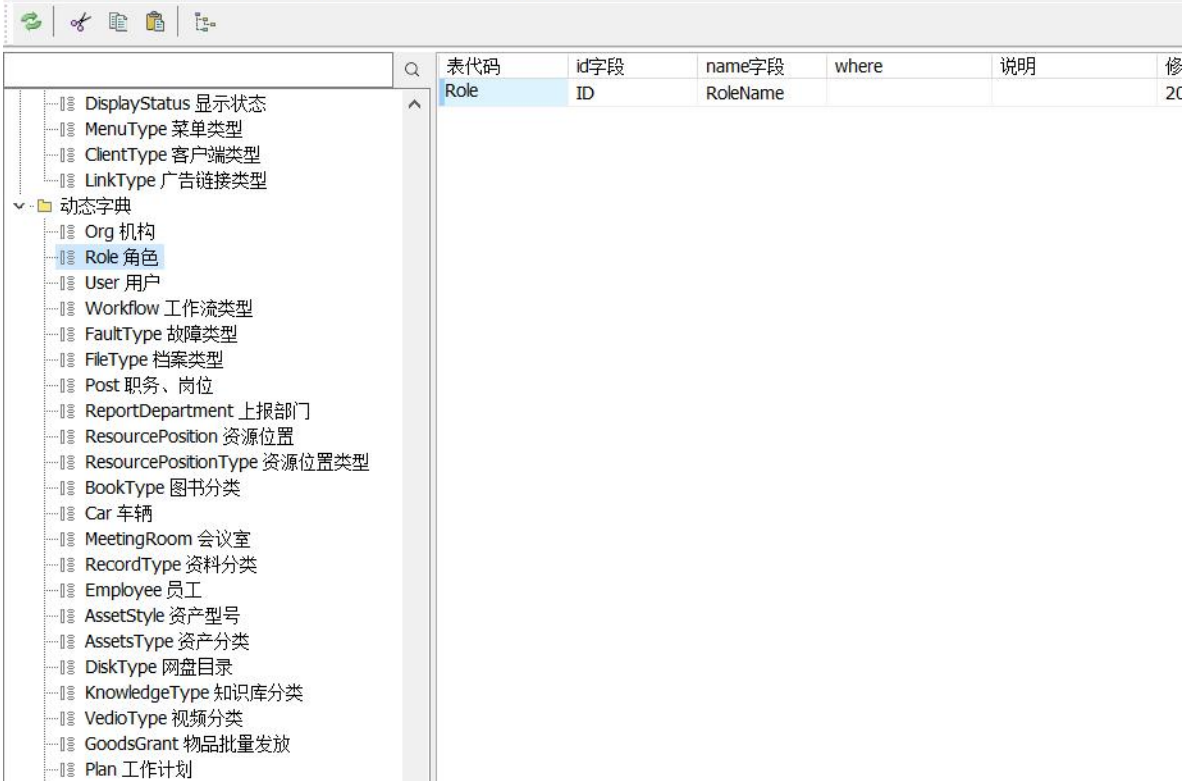 表代码 id字段 name字段 where 说明
Role ID RoleName
DisplayStatus 显示状态
MenuType 菜单类型
ClientType 客户端类型
LinkType 广告链接类型
动态字典
Org 机构
Role 角色
User 用户
Workflow 工作流类型
FaultType 故障类型
FileType 档案类型
Post 职务、岗位
ReportDepartment 上报部门
ResourcePosition 资源位置
ResourcePositionType 资源位置类型
BookType 图书分类
Car 车辆
MeetingRoom 会议室
RecordType 资料分类
Employee 员工
AssetStyle 资产型号
AssetsType 资产分类
DiskType 网盘目录
KnowledgeType 知识库分类
VedioType 视频分类
GoodsGrant 物品批量发放
Plan 工作计划